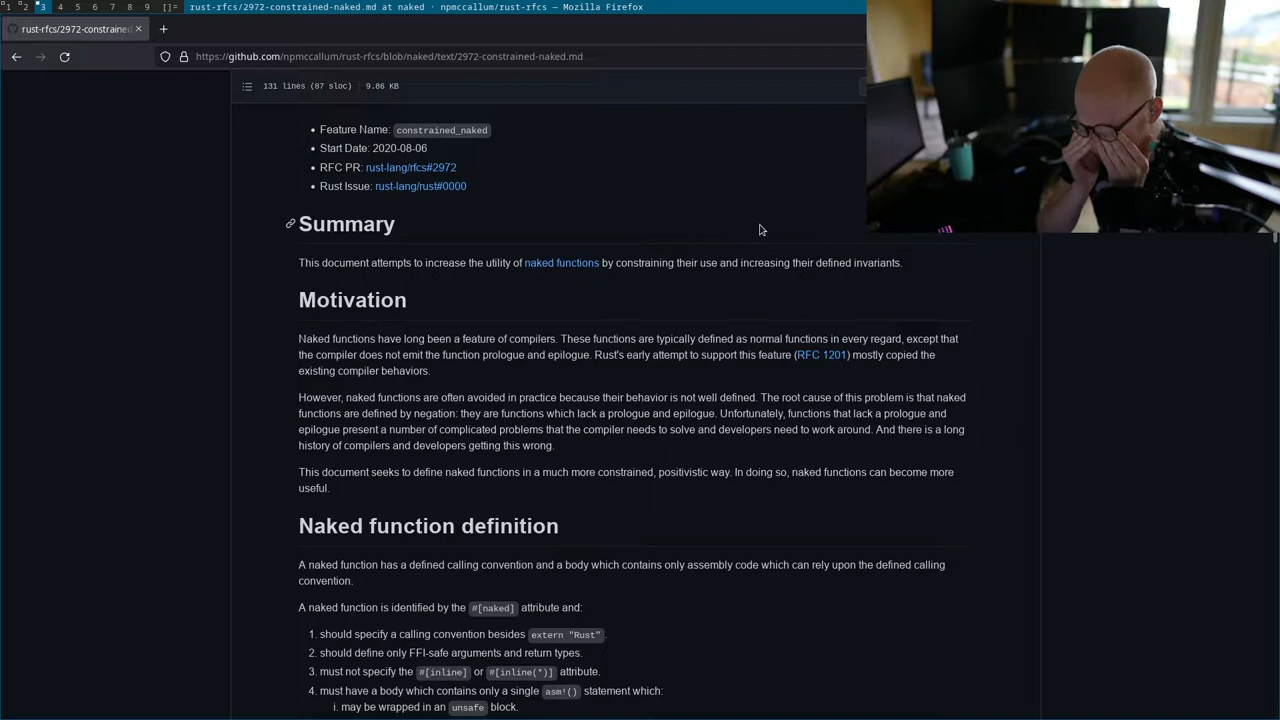 1 2 3 4 5 6 7 8 9 []= rust-rfcs/2972-constrained-naked.md at naked · npmccallum/rust-rfcs — Mozilla Firefox
rust-rfcs/2972-constrained
https://github.com/npmccallum/rust-rfcs/blob/naked/text/2972-constrained-naked.md
131 lines (87 sloc) 9.86 KB
Feature Name: constrained_naked
Start Date: 2020-08-06
RFC PR: rust-lang/rfcs#2972
Rust Issue: rust-lang/rust#0000
Summary
This document attempts to increase the utility of naked functions by constraining their use and increasing their defined invariants.
Motivation
Naked functions have long been a feature of compilers. These functions are typically defined as normal functions in every regard, except that
the compiler does not emit the function prologue and epilogue. Rust's early attempt to support this feature (RFC 1201) mostly copied the
existing compiler behaviors.
However, naked functions are often avoided in practice because their behavior is not well defined. The root cause of this problem is that naked
functions are defined by negation: they are functions which lack a prologue and epilogue. Unfortunately, functions that lack a prologue and
epilogue present a number of complicated problems that the compiler needs to solve and developers need to work around. And there is a long
history of compilers and developers getting this wrong.
This document seeks to define naked functions in a much more constrained, positivistic way. In doing so, naked functions can become more
useful.
Naked function definition
A naked function has a defined calling convention and a body which contains only assembly code which can rely upon the defined calling
convention.
A naked function is identified by the #[naked] attribute and:
1. should specify a calling convention besides extern "Rust".
2. should define only FFI-safe arguments and return types.
3. must not specify the #[inline] or #[inline(*)] attribute.
4. must have a body which contains only a single asm!() statement which:
i. may be wrapped in an unsafe block.